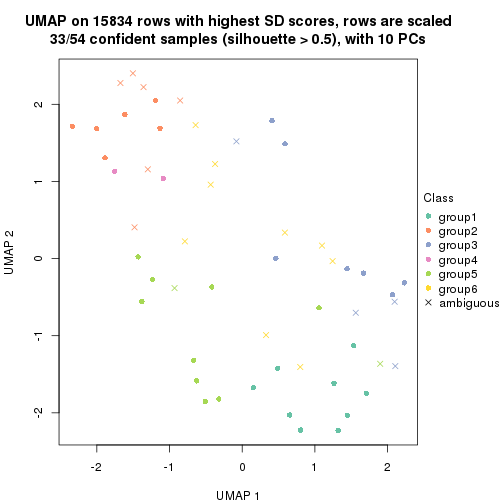 UMAP on 15834 rows with highest SD scores, rows are scaled
33/54 confident samples (silhouette > 0.5), with 10 PCs
UMAP 2
2
1
0
-1
-2
-2
-1
0
1
2
UMAP 1
Class
group1
group2
group3
group4
group5
group6
ambiguous